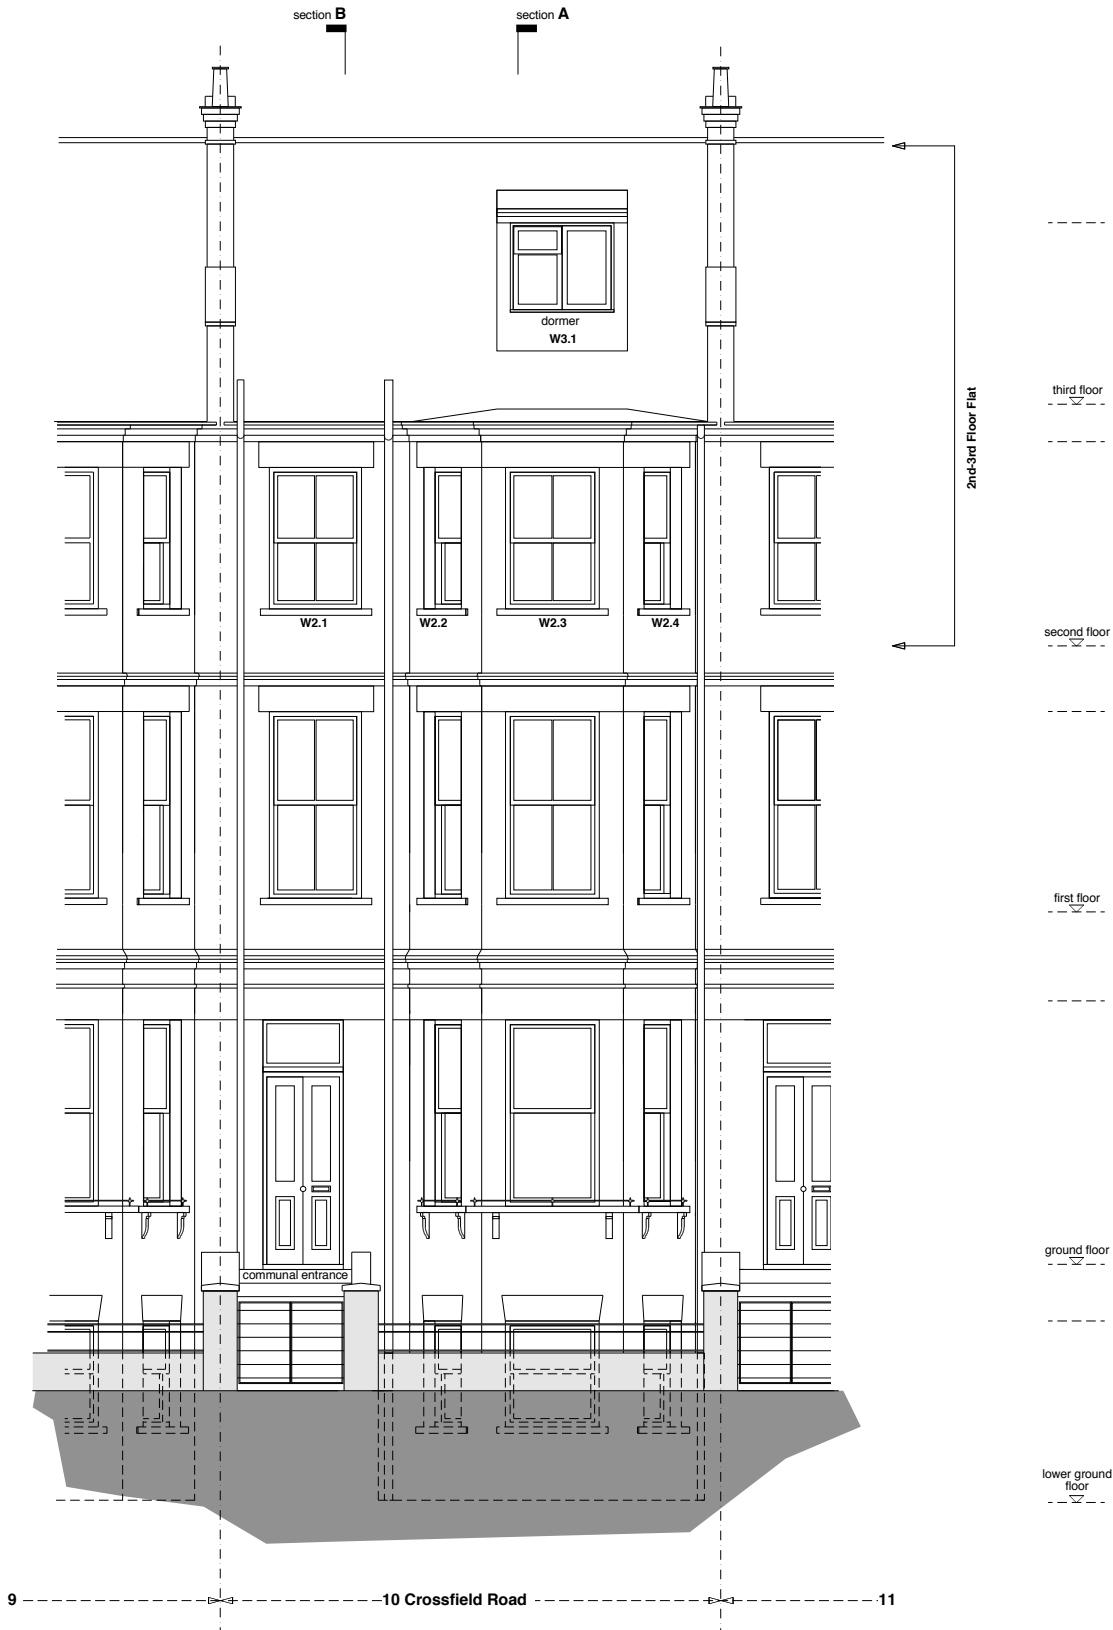 section B
section A
dormer
W3.1
third floor
2nd-3rd Floor Flat
W2.1
W2.2
W2.3
W2.4
second floor
first floor
ground floor
communal entrance
lower ground
floor
9
10 Crossfield Road
11